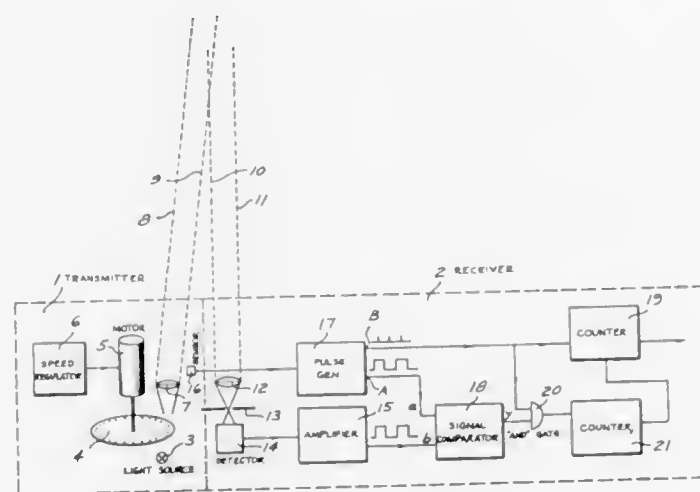 9
10
8
11
1 TRANSMITTER
2 RECEIVER
6
MOTOR
5
SPEED
REGULATOR
SENSOR
16
17
B
PULSE
GEN
A
19
COUNTER
7
12
13
15
AMPLIFIER
a
b
18
SIGNAL
COMPARATOR
y
20
"AND" GATE
COUNTER
21
4
3
LIGHT SOURCE
14
DETECTOR